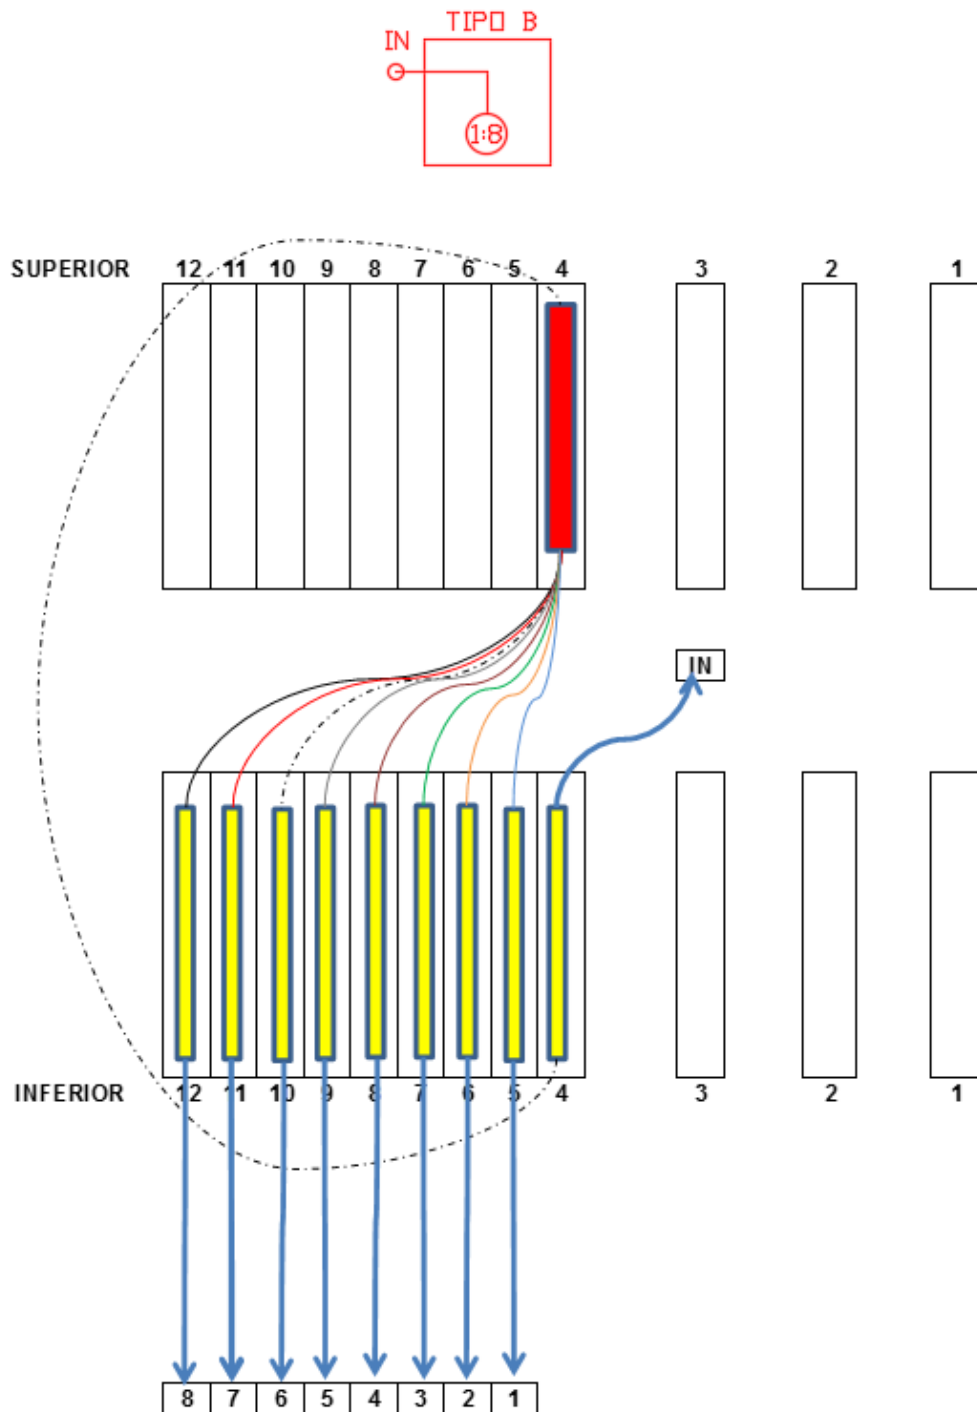 TIPO B
IN
1:8
SUPERIOR 12 11 10 9 8 7 6 5 4 3 2 1
IN
INFERIOR 12 11 10 9 8 7 6 5 4 3 2 1
8 7 6 5 4 3 2 1